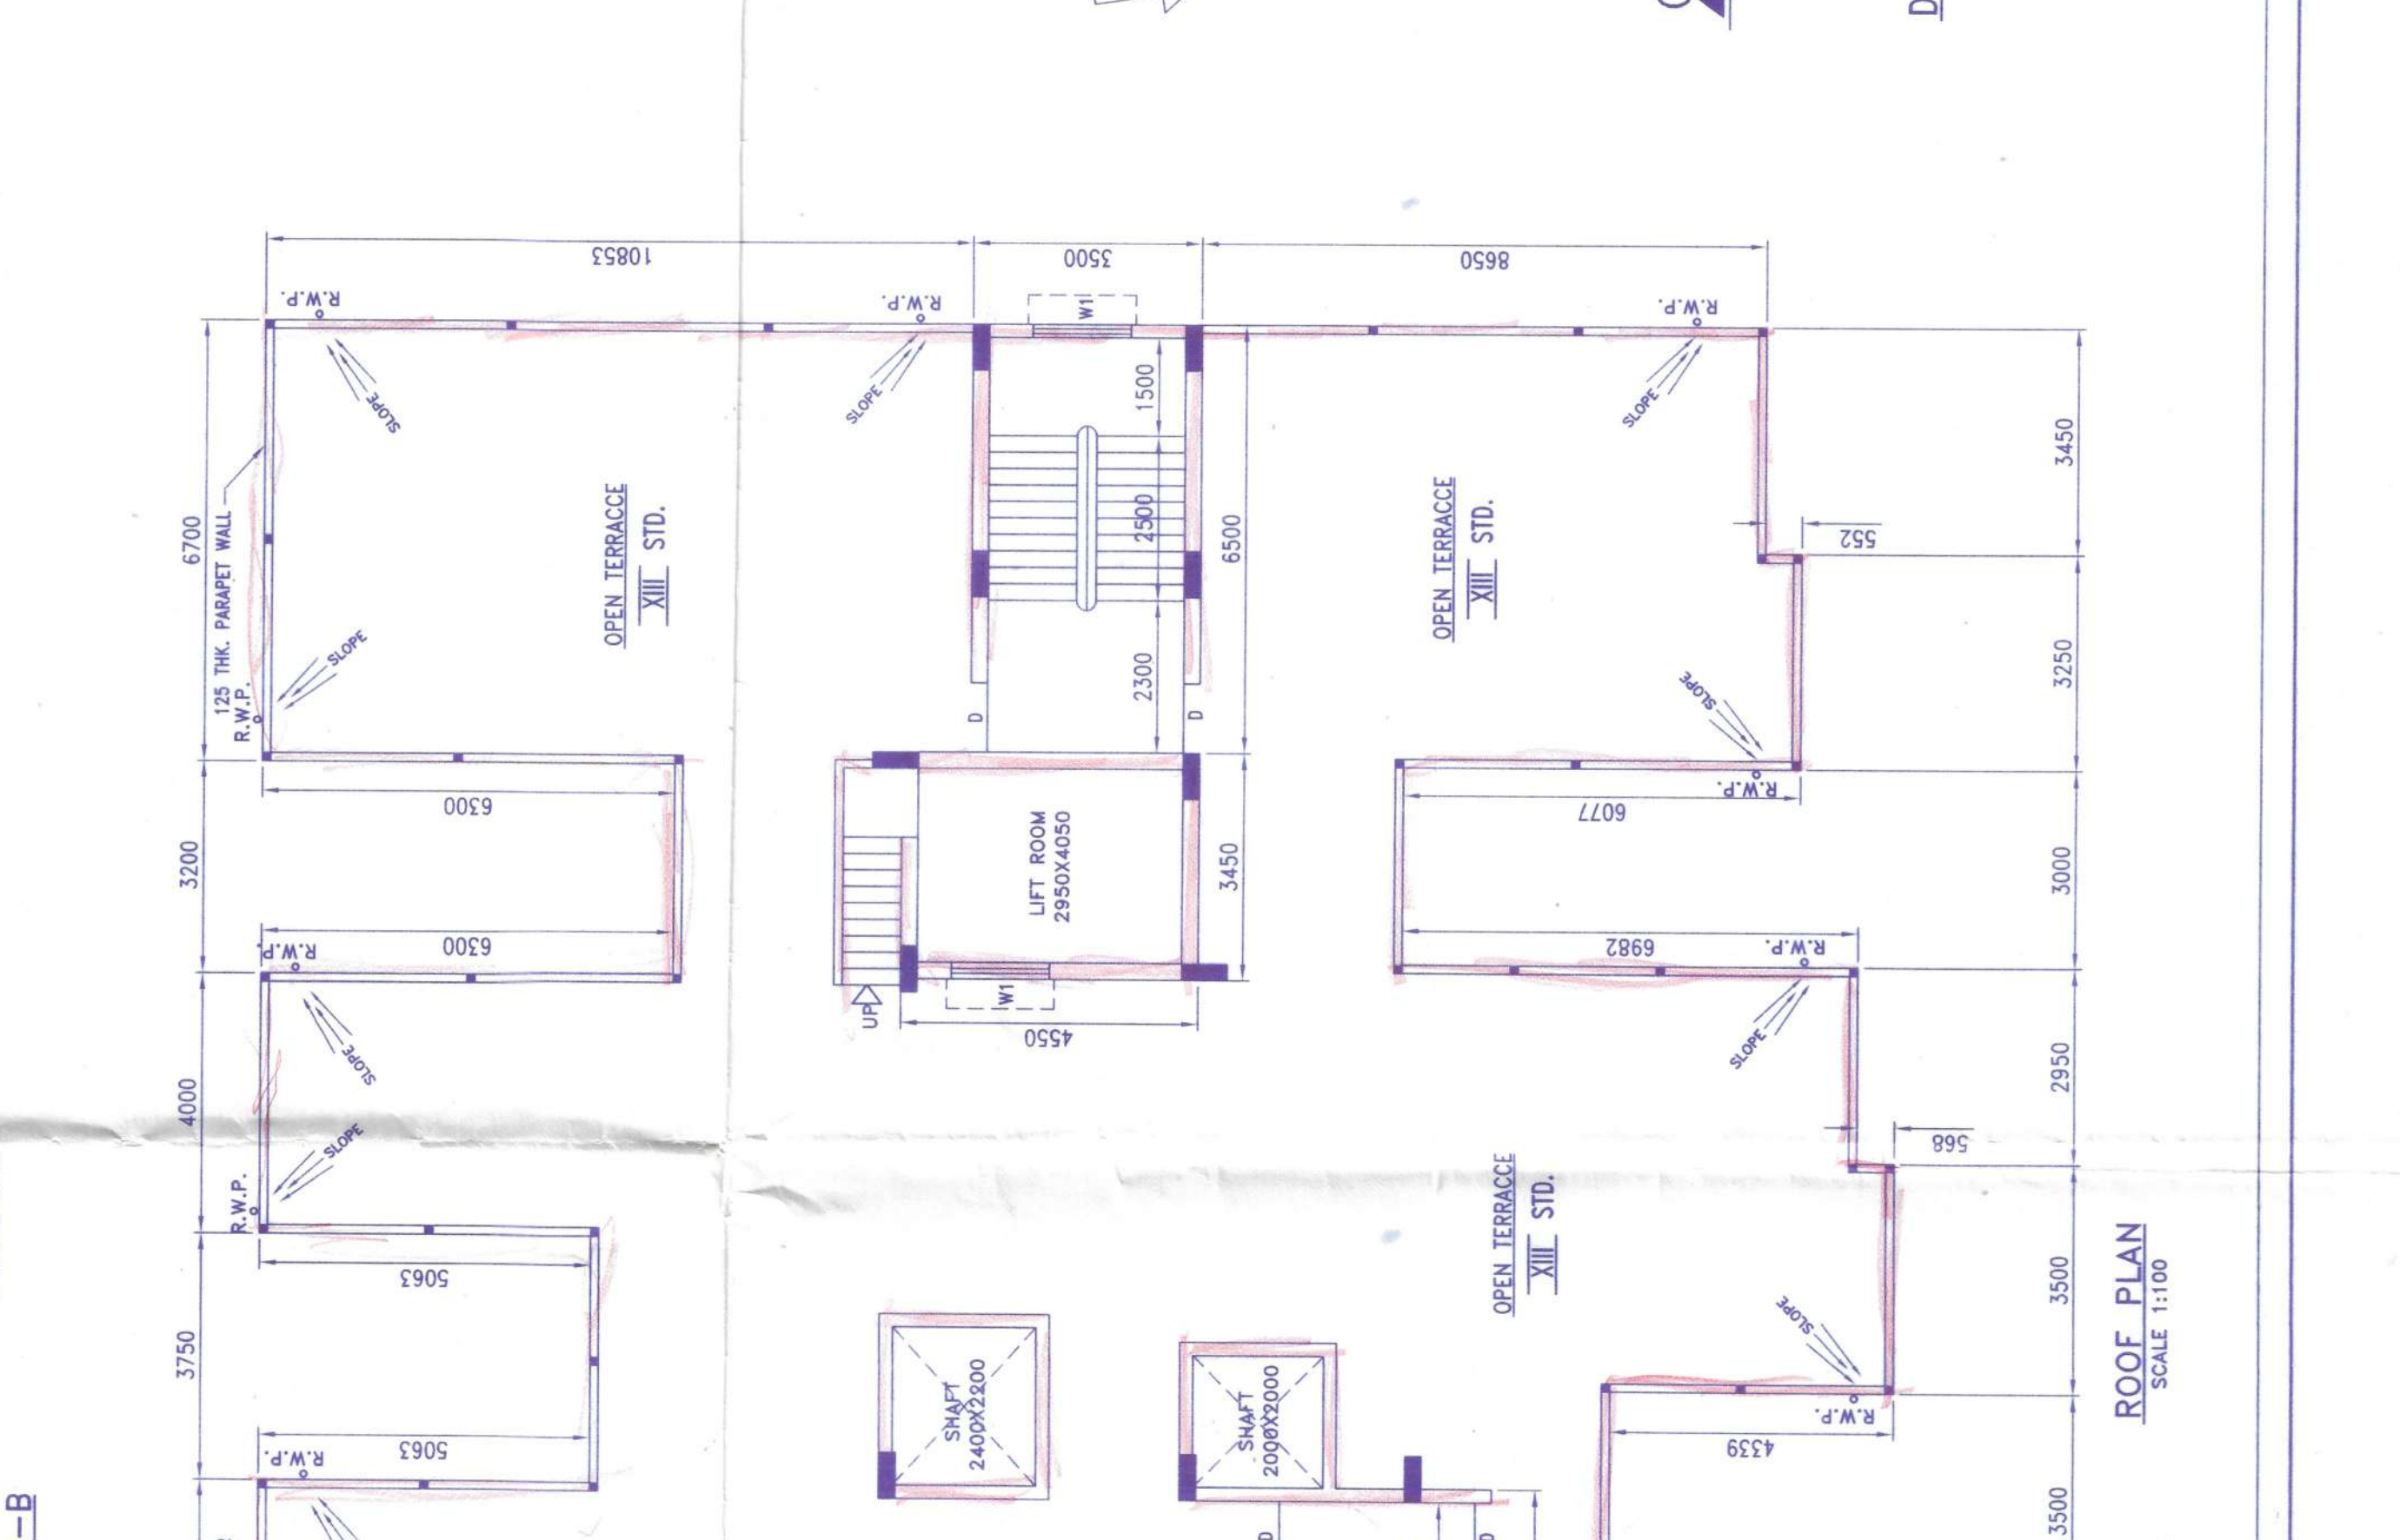 D
10853
3500
8650
R.W.P.
R.W.P.
W1
R.W.P.
SLOPE
SLOPE
SLOPE
1500
2500
2300
6500
6700
125 THK. PARAPET WALL
R.W.P.
SLOPE
OPEN TERRACCE
XIII STD.
OPEN TERRACCE
XIII STD.
3450
552
3250
D
D
SLOPE
R.W.P.
6300
6077
3200
LIFT ROOM
2950X4050
3450
3000
6300
R.W.P.
6982
R.W.P.
UP
W1
4550
SLOPE
SLOPE
4000
SLOPE
R.W.P.
2950
568
OPEN TERRACCE
XIII STD.
5063
3750
5063
R.W.P.
SHAFT
2400X2200
SHAFT
2000X2000
SLOPE
R.W.P.
4339
3500
3500
ROOF PLAN
SCALE 1:100
-B
D
D